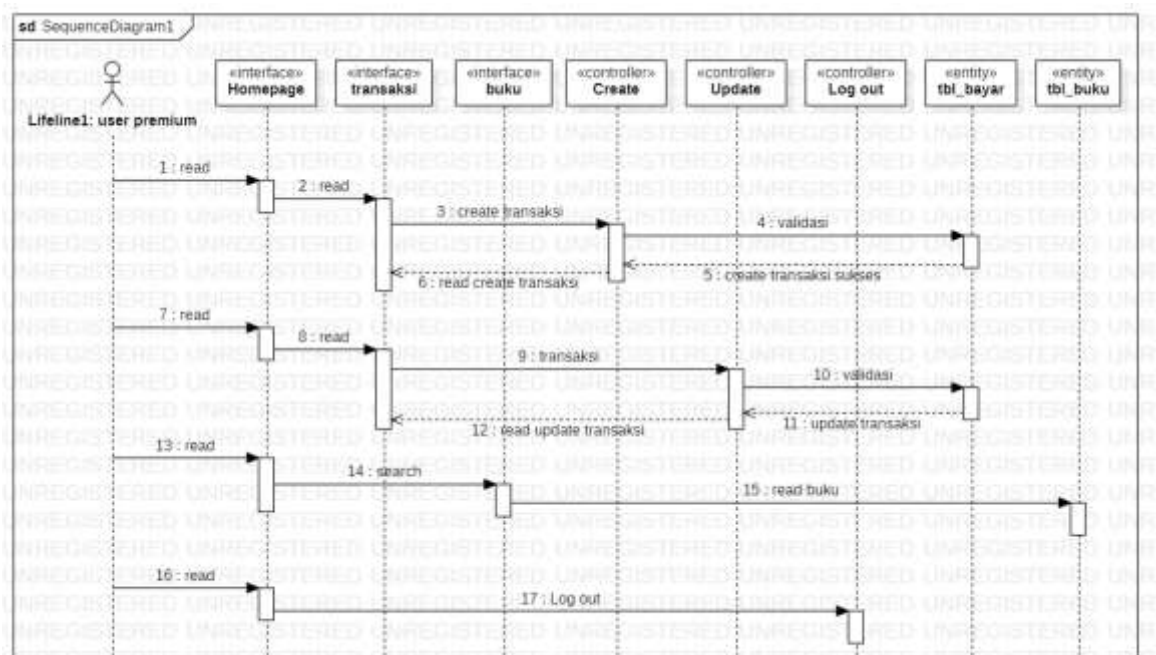 sd SequenceDiagram1
«interface» «interface» «interface» «controller» «controller» «controller» «entity» «entity»
Homepage transaksi buku Create Update Log out tbl_bayar tbl_buku
Lifeline1: user premium
1 : read
2 : read
3 : create transaksi
4 : validasi
5 : create transaksi sukses
6 : read create transaksi
7 : read
8 : read
9 : transaksi
10 : validasi
11 : update transaksi
12 : read update transaksi
13 : read
14 : search
15 : read buku
16 : read
17 : Log out
UNREGISTERED